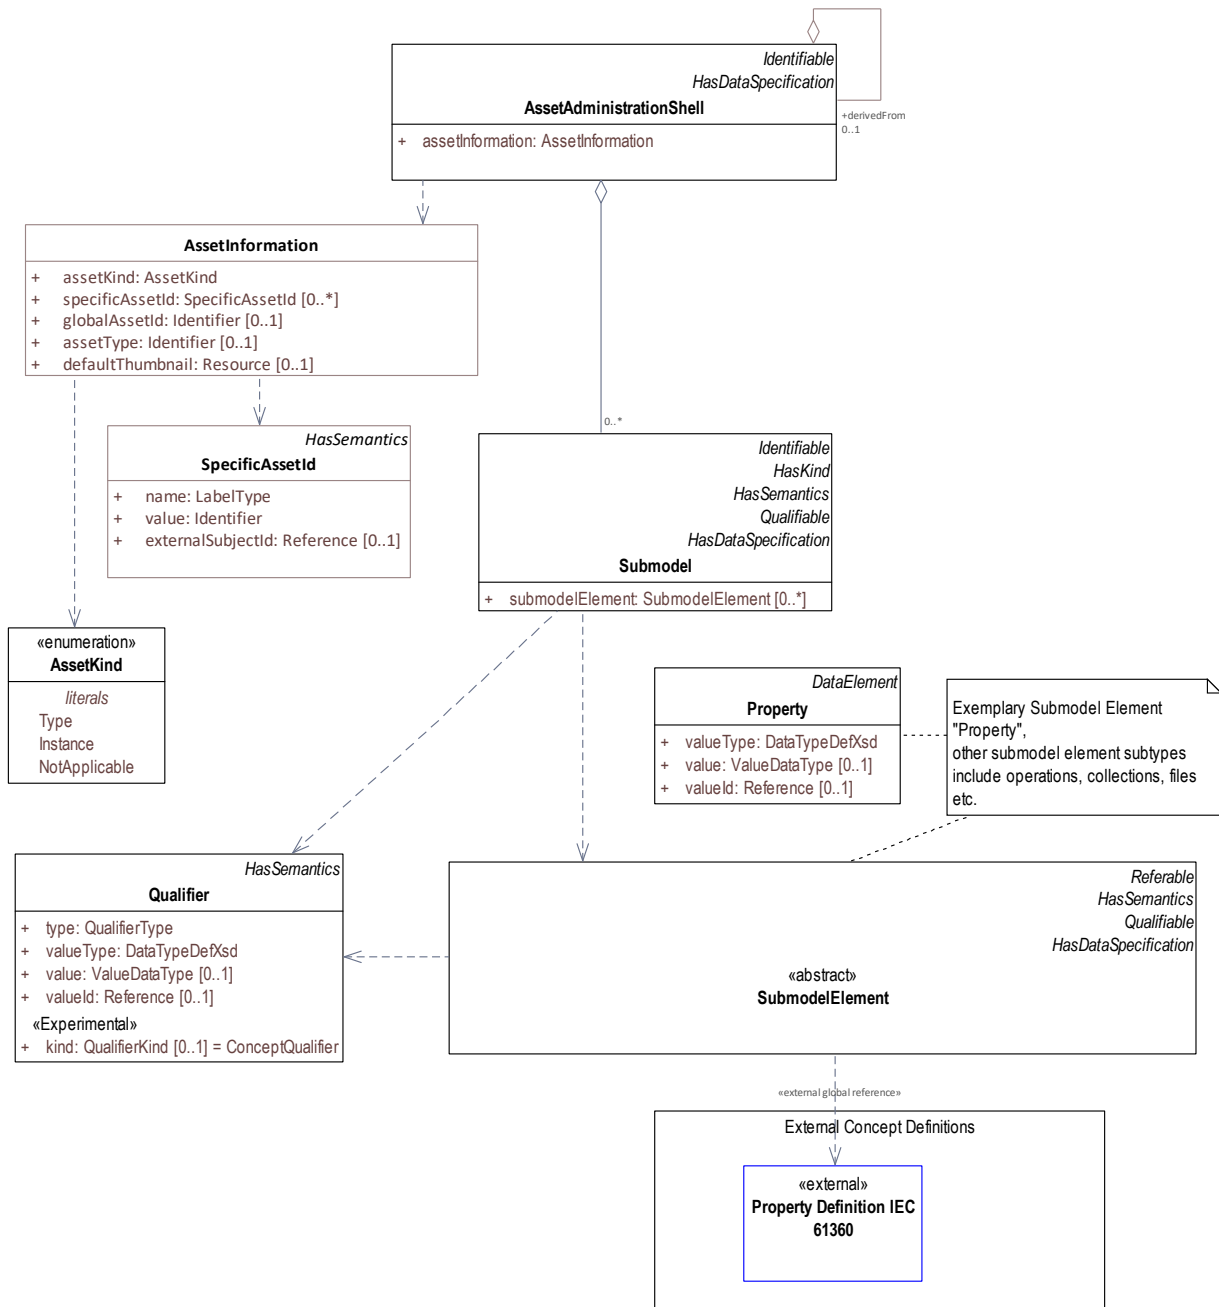 Identifiable
HasDataSpecification
AssetAdministrationShell
+ assetInformation: AssetInformation
+derivedFrom
0..1
AssetInformation
+ assetKind: AssetKind
+ specificAssetId: SpecificAssetId [0..*]
+ globalAssetId: Identifier [0..1]
+ assetType: Identifier [0..1]
+ defaultThumbnail: Resource [0..1]
HasSemantics
SpecificAssetId
+ name: LabelType
+ value: Identifier
+ externalSubjectId: Reference [0..1]
0..*
Identifiable
HasKind
HasSemantics
Qualifiable
HasDataSpecification
Submodel
+ submodelElement: SubmodelElement [0..*]
«enumeration»
AssetKind
literals
Type
Instance
NotApplicable
DataElement
Property
+ valueType: DataTypeDefXsd
+ value: ValueDataType [0..1]
+ valueId: Reference [0..1]
Exemplary Submodel Element
"Property",
other submodel element subtypes
include operations, collections, files
etc.
HasSemantics
Qualifier
+ type: QualifierType
+ valueType: DataTypeDefXsd
+ value: ValueDataType [0..1]
+ valueId: Reference [0..1]
«Experimental»
+ kind: QualifierKind [0..1] = ConceptQualifier
Referable
HasSemantics
Qualifiable
HasDataSpecification
«abstract»
SubmodelElement
«external global reference»
External Concept Definitions
«external»
Property Definition IEC
61360